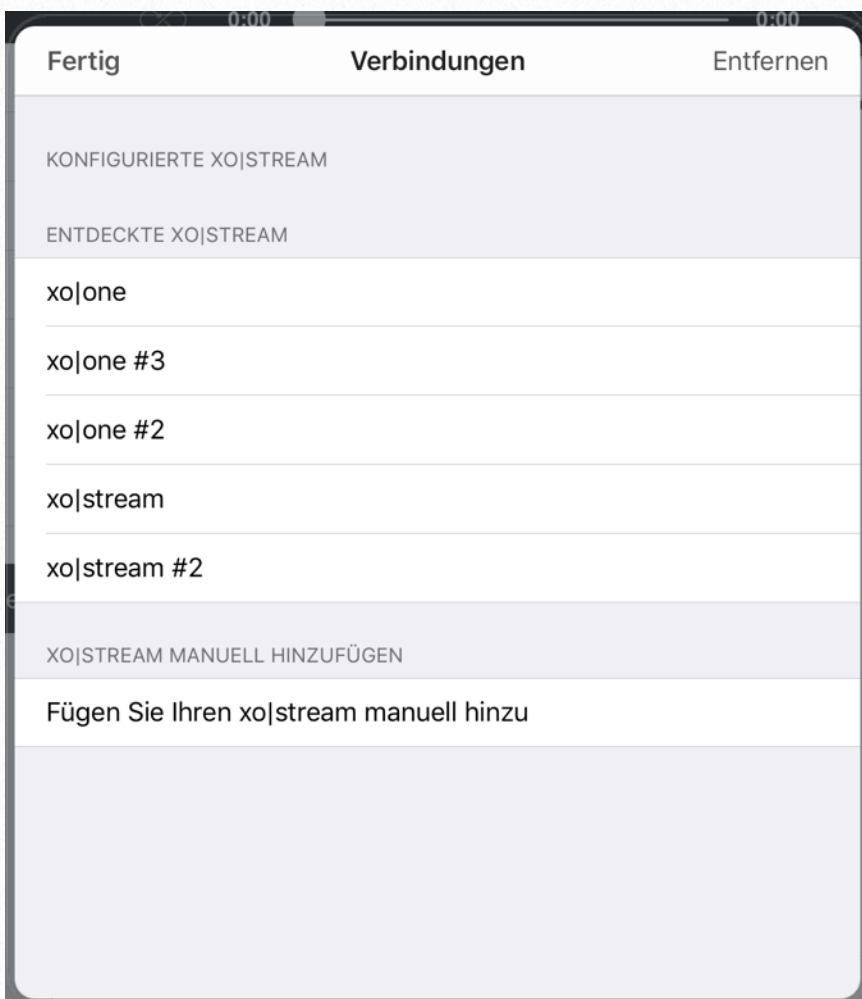 0:00 0:00
Fertig Verbindungen Entfernen
KONFIGURIERTE XO|STREAM
ENTDECKTE XO|STREAM
xo|one
xo|one #3
xo|one #2
xo|stream
xo|stream #2
XO|STREAM MANUELL HINZUFÜGEN
Fügen Sie Ihren xo|stream manuell hinzu